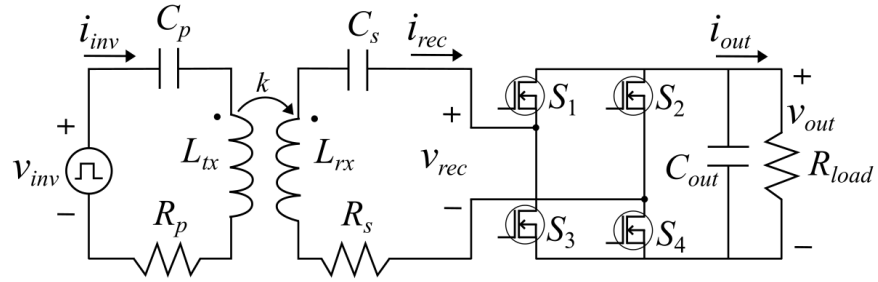 i_inv
C_p
C_s
i_rec
i_out
k
S_1
S_2
+
+
+
v_inv
L_tx
L_rx
v_rec
C_out
v_out
R_load
−
R_p
R_s
−
S_3
S_4
−